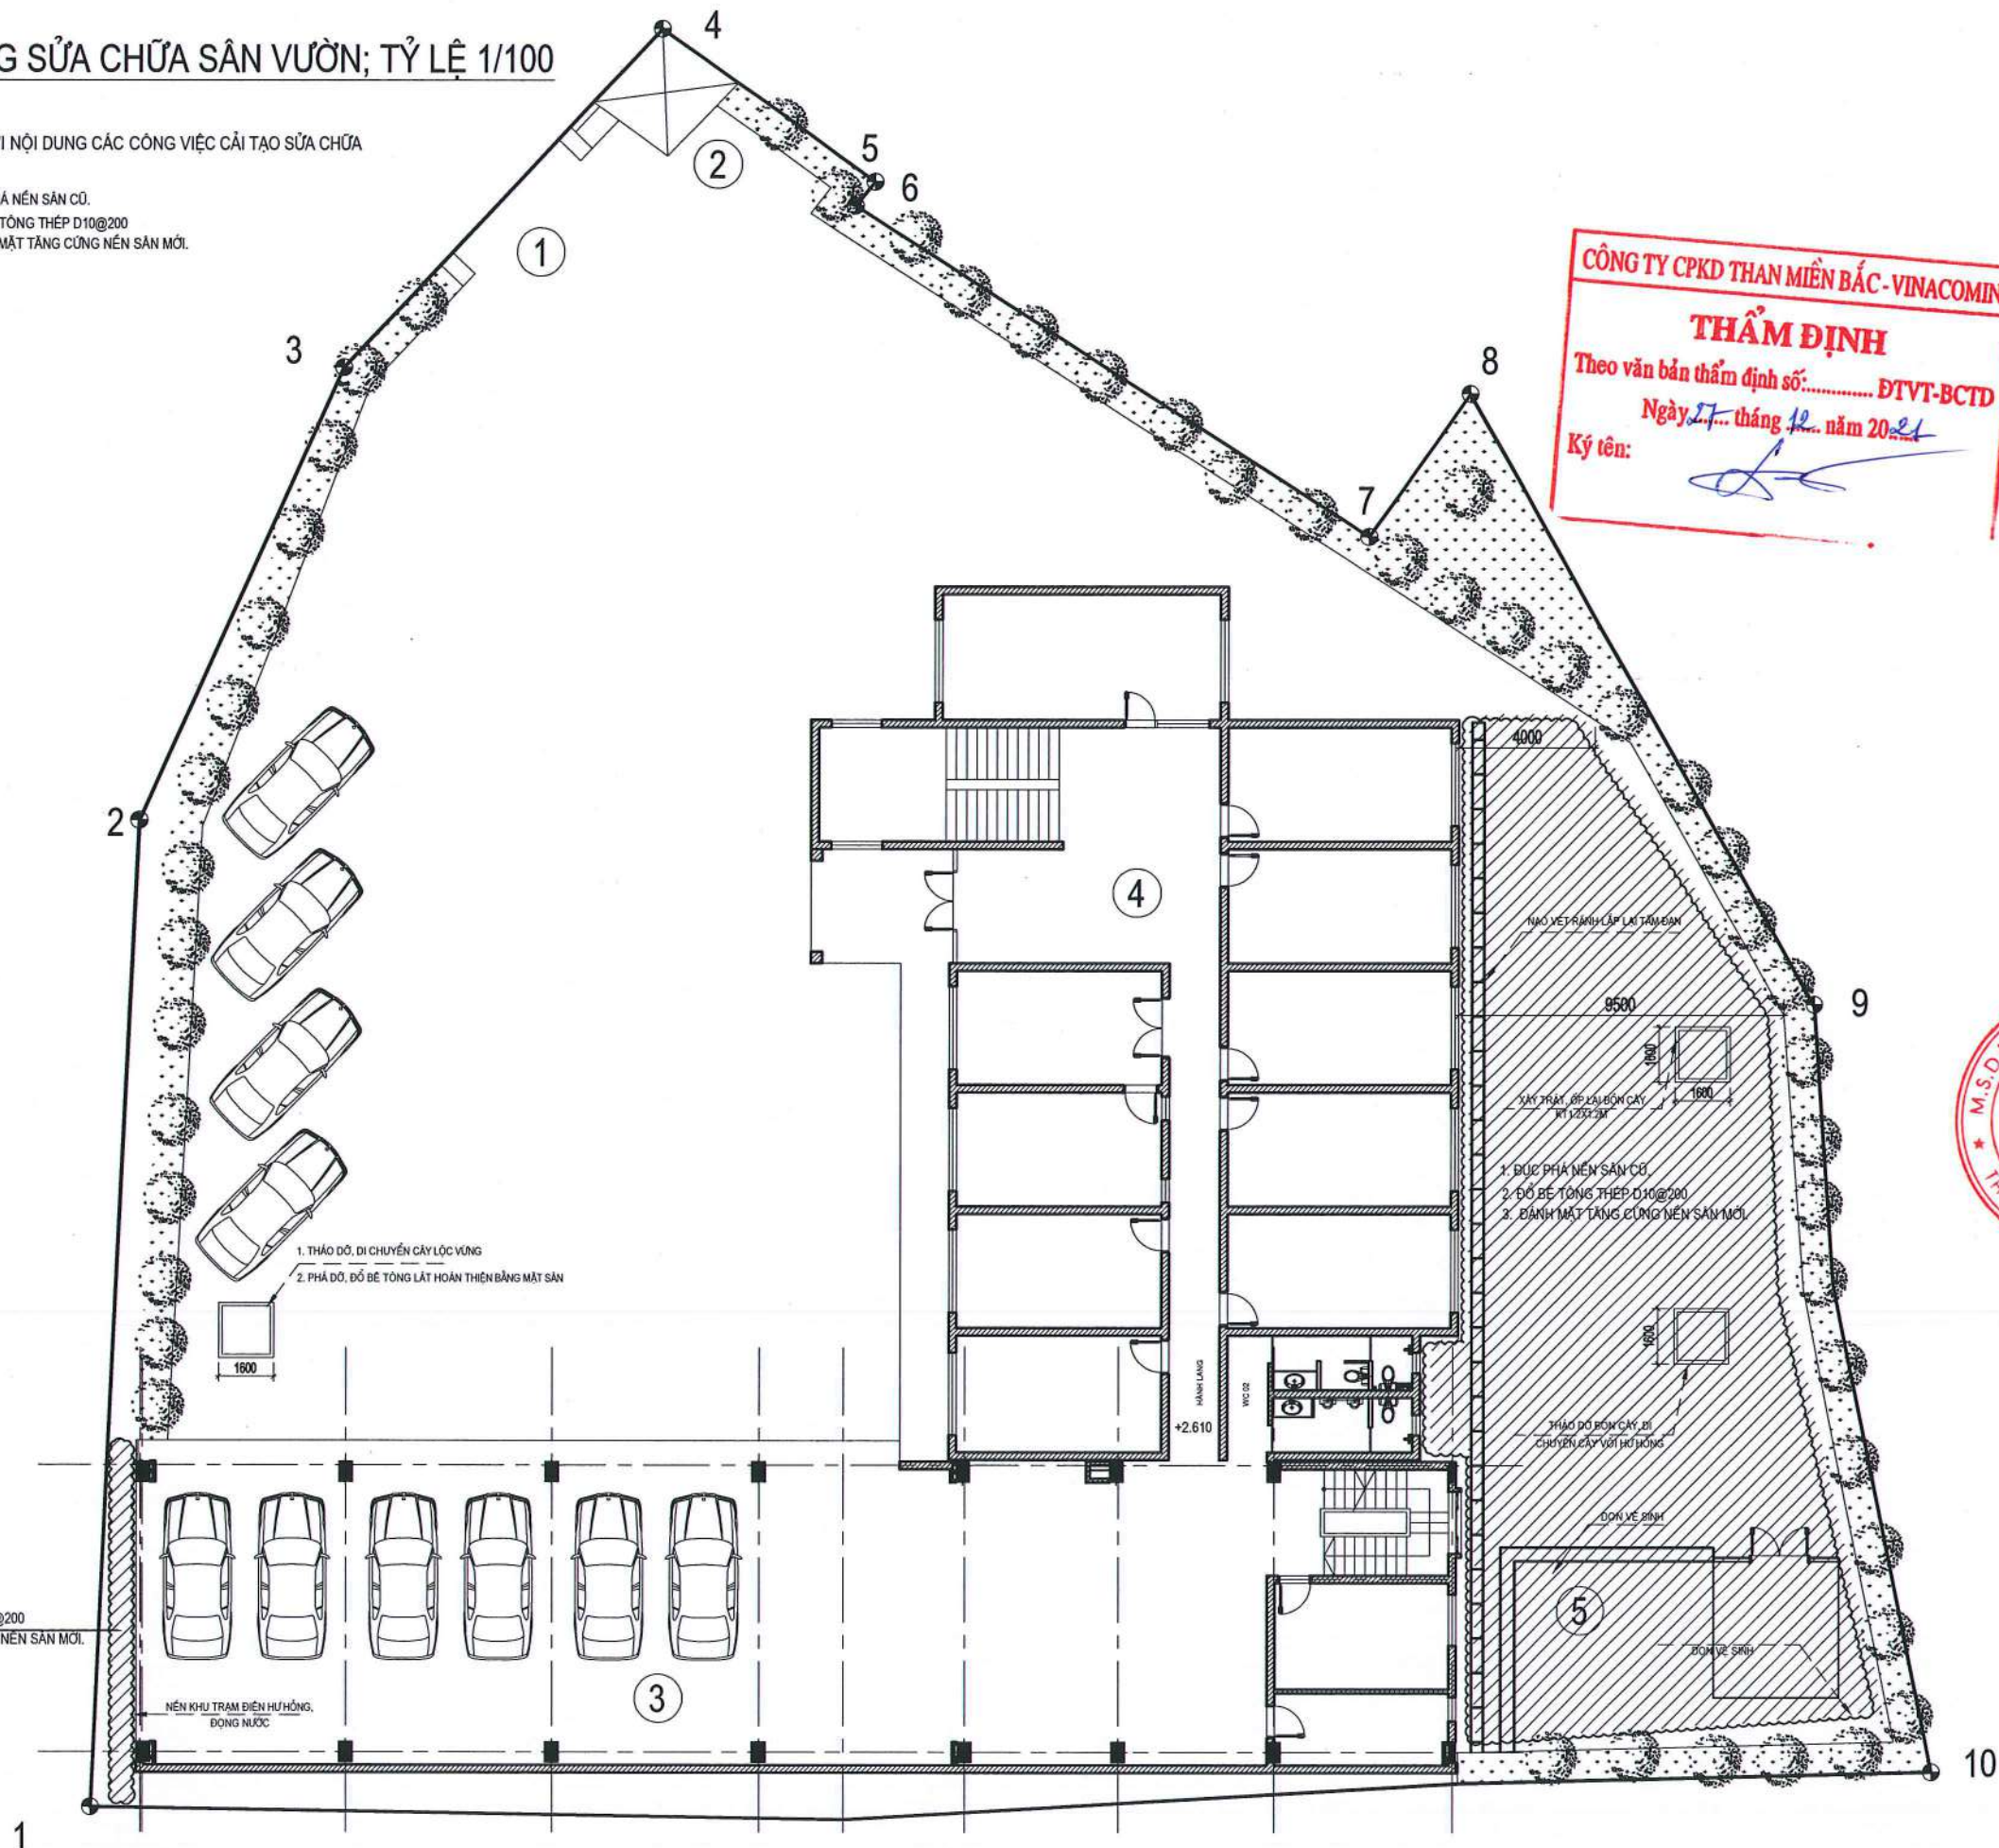 G SỬA CHỮA SÂN VƯỜN; TỶ LỆ 1/100
NỘI DUNG CÁC CÔNG VIỆC CẢI TẠO SỬA CHỮA
NỀN SÂN CŨ.
TÔNG THÉP D10@200
MẶT TĂNG CỨNG NỀN SÂN MỚI.
4
5
6
2
1
3
8
7
CÔNG TY CPKD THAN MIỀN BẮC - VINACOMIN
THẨM ĐỊNH
Theo văn bản thẩm định số:............ ĐTVT-BCTD
Ngày 27 tháng 12 năm 2021
Ký tên:
2
4000
4
NẠO VÉT RÃNH LẮP LẠI TẤM ĐAN
9500
9
1600
1600
XÂY TRÁT, ỐP LẠI BỒN CÂY
KT1.2X1.2M
M.S.D
1. ĐỤC PHÁ NỀN SÂN CŨ.
2. ĐỔ BÊ TÔNG THÉP D10@200
3. ĐÁNH MẶT TĂNG CỨNG NỀN SÂN MỚI.
1. THÁO DỠ, DI CHUYỂN CÂY LỘC VỪNG
2. PHÁ DỠ, ĐỔ BÊ TÔNG LÁT HOÀN THIỆN BẰNG MẶT SÂN
1600
1600
HÀNH LANG
WC 02
+2.610
THÁO DỠ BỒN CÂY, DI
CHUYỂN CÂY VỚI HƯ HỎNG
DỌN VỆ SINH
5
DỌN VỆ SINH
@200
NỀN SÂN MỚI.
NỀN KHU TRẠM ĐIỆN HƯ HỎNG,
ĐỌNG NƯỚC
3
10
1